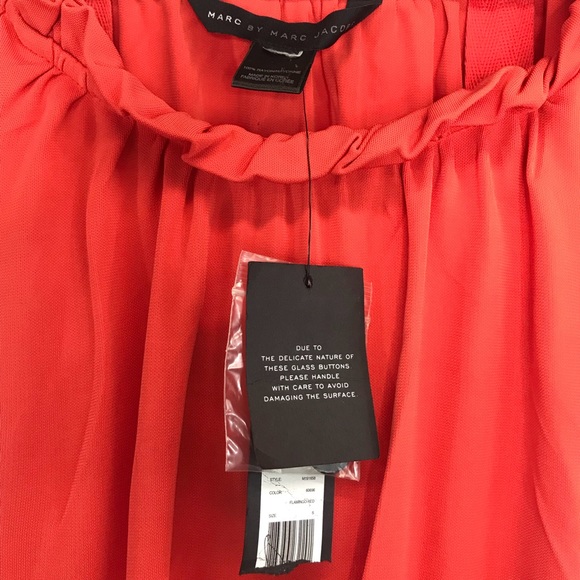 MARC BY MARC JACOBS
DUE TO
THE DELICATE NATURE OF
THESE GLASS BUTTONS
PLEASE HANDLE
WITH CARE TO AVOID
DAMAGING THE SURFACE.
STYLE:
COLOR:
SIZE: